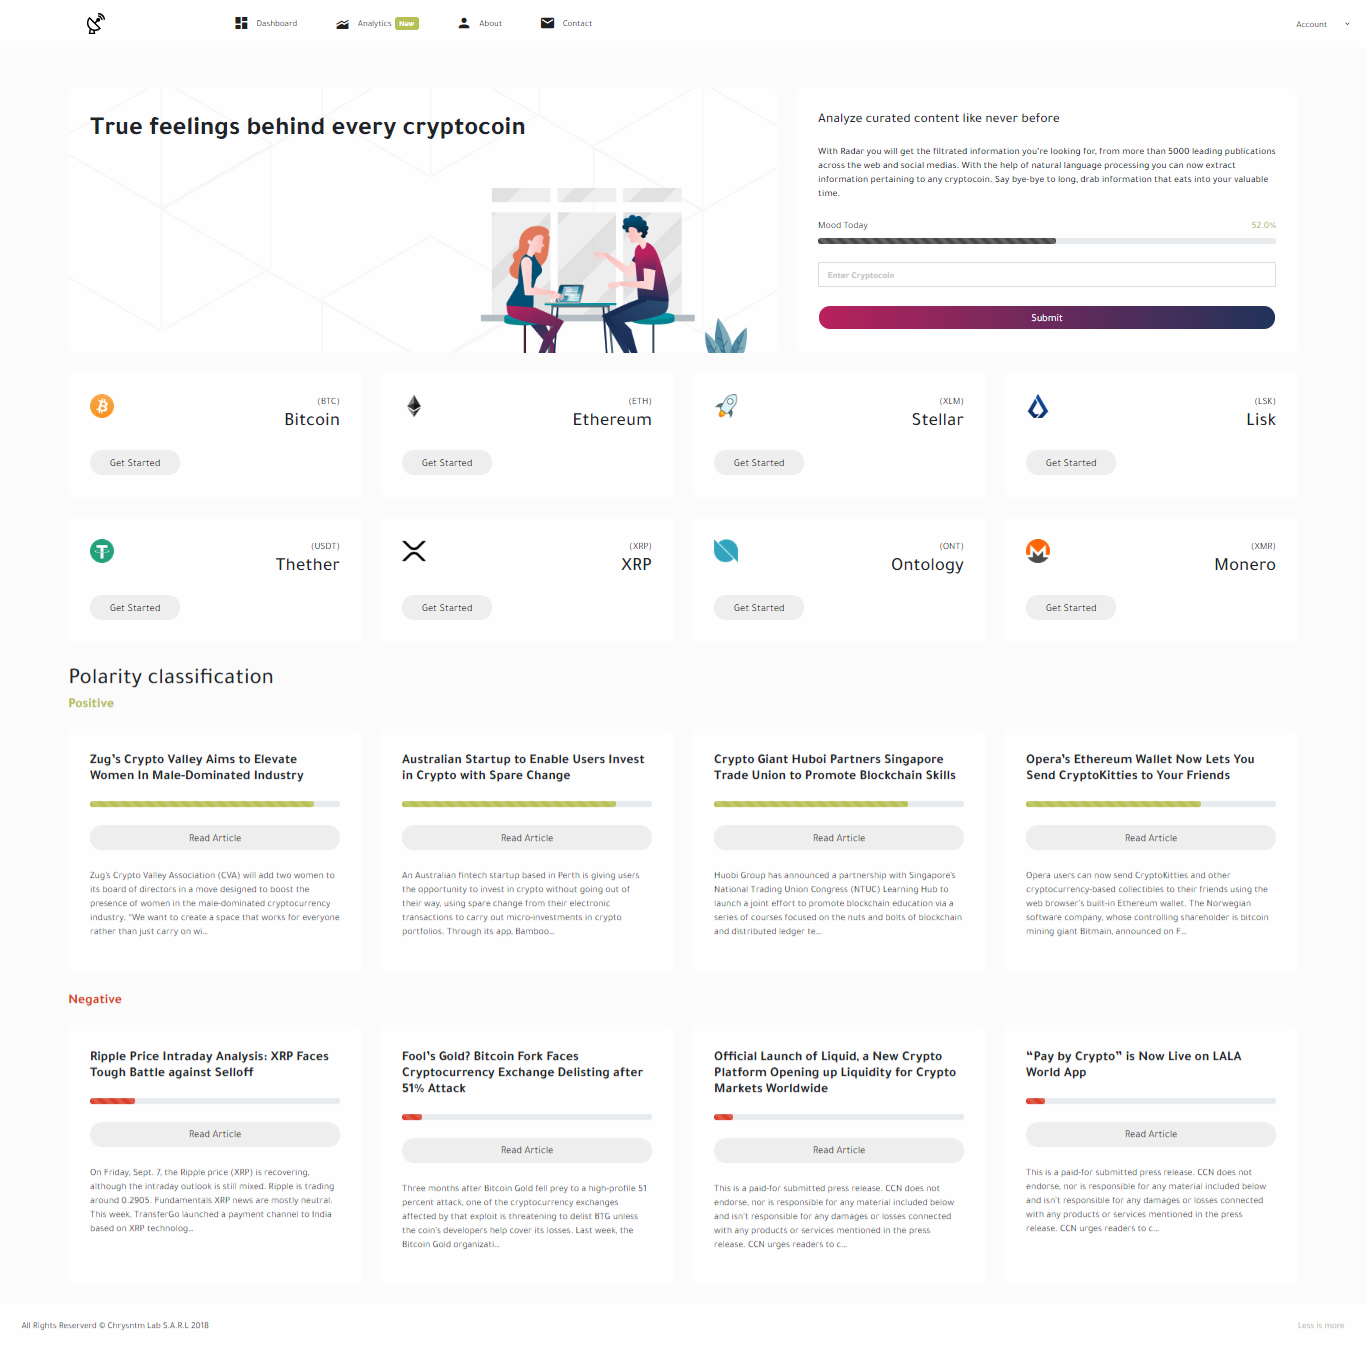 Dashboard
Analytics New
About
Contact
Account
True feelings behind every cryptocoin
Analyze curated content like never before
With Radar you will get the filtrated information you're looking for, from more than 5000 leading publications
across the web and social medias. With the help of natural language processing you can now extract
information pertaining to any cryptocoin. Say bye-bye to long, drab information that eats into your valuable
time.
Mood Today 52.0%
Enter Cryptocoin
Submit
(BTC)
Bitcoin
Get Started
(ETH)
Ethereum
Get Started
(XLM)
Stellar
Get Started
(LSK)
Lisk
Get Started
(USDT)
Thether
Get Started
(XRP)
XRP
Get Started
(ONT)
Ontology
Get Started
(XMR)
Monero
Get Started
Polarity classification
Positive
Zug's Crypto Valley Aims to Elevate
Women In Male-Dominated Industry
Read Article
Zug's Crypto Valley Association (CVA) will add two women to
its board of directors in a move designed to boost the
presence of women in the male-dominated cryptocurrency
industry. "We want to create a space that works for everyone
rather than just carry on wi...
Australian Startup to Enable Users Invest
in Crypto with Spare Change
Read Article
An Australian fintech startup based in Perth is giving users
the opportunity to invest in crypto without going out of
their way, using spare change from their electronic
transactions to carry out micro-investments in crypto
portfolios. Through its app, Bamboo...
Crypto Giant Huboi Partners Singapore
Trade Union to Promote Blockchain Skills
Read Article
Huobi Group has announced a partnership with Singapore's
National Trading Union Congress (NTUC) Learning Hub to
launch a joint effort to promote blockchain education via a
series of courses focused on the nuts and bolts of blockchain
and distributed ledger te...
Opera's Ethereum Wallet Now Lets You
Send CryptoKitties to Your Friends
Read Article
Opera users can now send CryptoKitties and other
cryptocurrency-based collectibles to their friends using the
web browser's built-in Ethereum wallet. The Norwegian
software company, whose controlling shareholder is bitcoin
mining giant Bitmain, announced on F...
Negative
Ripple Price Intraday Analysis: XRP Faces
Tough Battle against Selloff
Read Article
On Friday, Sept. 7, the Ripple price (XRP) is recovering,
although the intraday outlook is still mixed. Ripple is trading
around 0.2905. Fundamentals XRP news are mostly neutral.
This week, TransferGo launched a payment channel to India
based on XRP technolog...
Fool's Gold? Bitcoin Fork Faces
Cryptocurrency Exchange Delisting after
51% Attack
Read Article
Three months after Bitcoin Gold fell prey to a high-profile 51
percent attack, one of the cryptocurrency exchanges
affected by that exploit is threatening to delist BTG unless
the coin's developers help cover its losses. Last week, the
Bitcoin Gold organizati...
Official Launch of Liquid, a New Crypto
Platform Opening up Liquidity for Crypto
Markets Worldwide
Read Article
This is a paid-for submitted press release. CCN does not
endorse, nor is responsible for any material included below
and isn't responsible for any damages or losses connected
with any products or services mentioned in the press
release. CCN urges readers to c...
“Pay by Crypto” is Now Live on LALA
World App
Read Article
This is a paid-for submitted press release. CCN does not
endorse, nor is responsible for any material included below
and isn't responsible for any damages or losses connected
with any products or services mentioned in the press
release. CCN urges readers to c...
All Rights Reserverd © Chrysntm Lab S.A.R.L 2018
Less is more